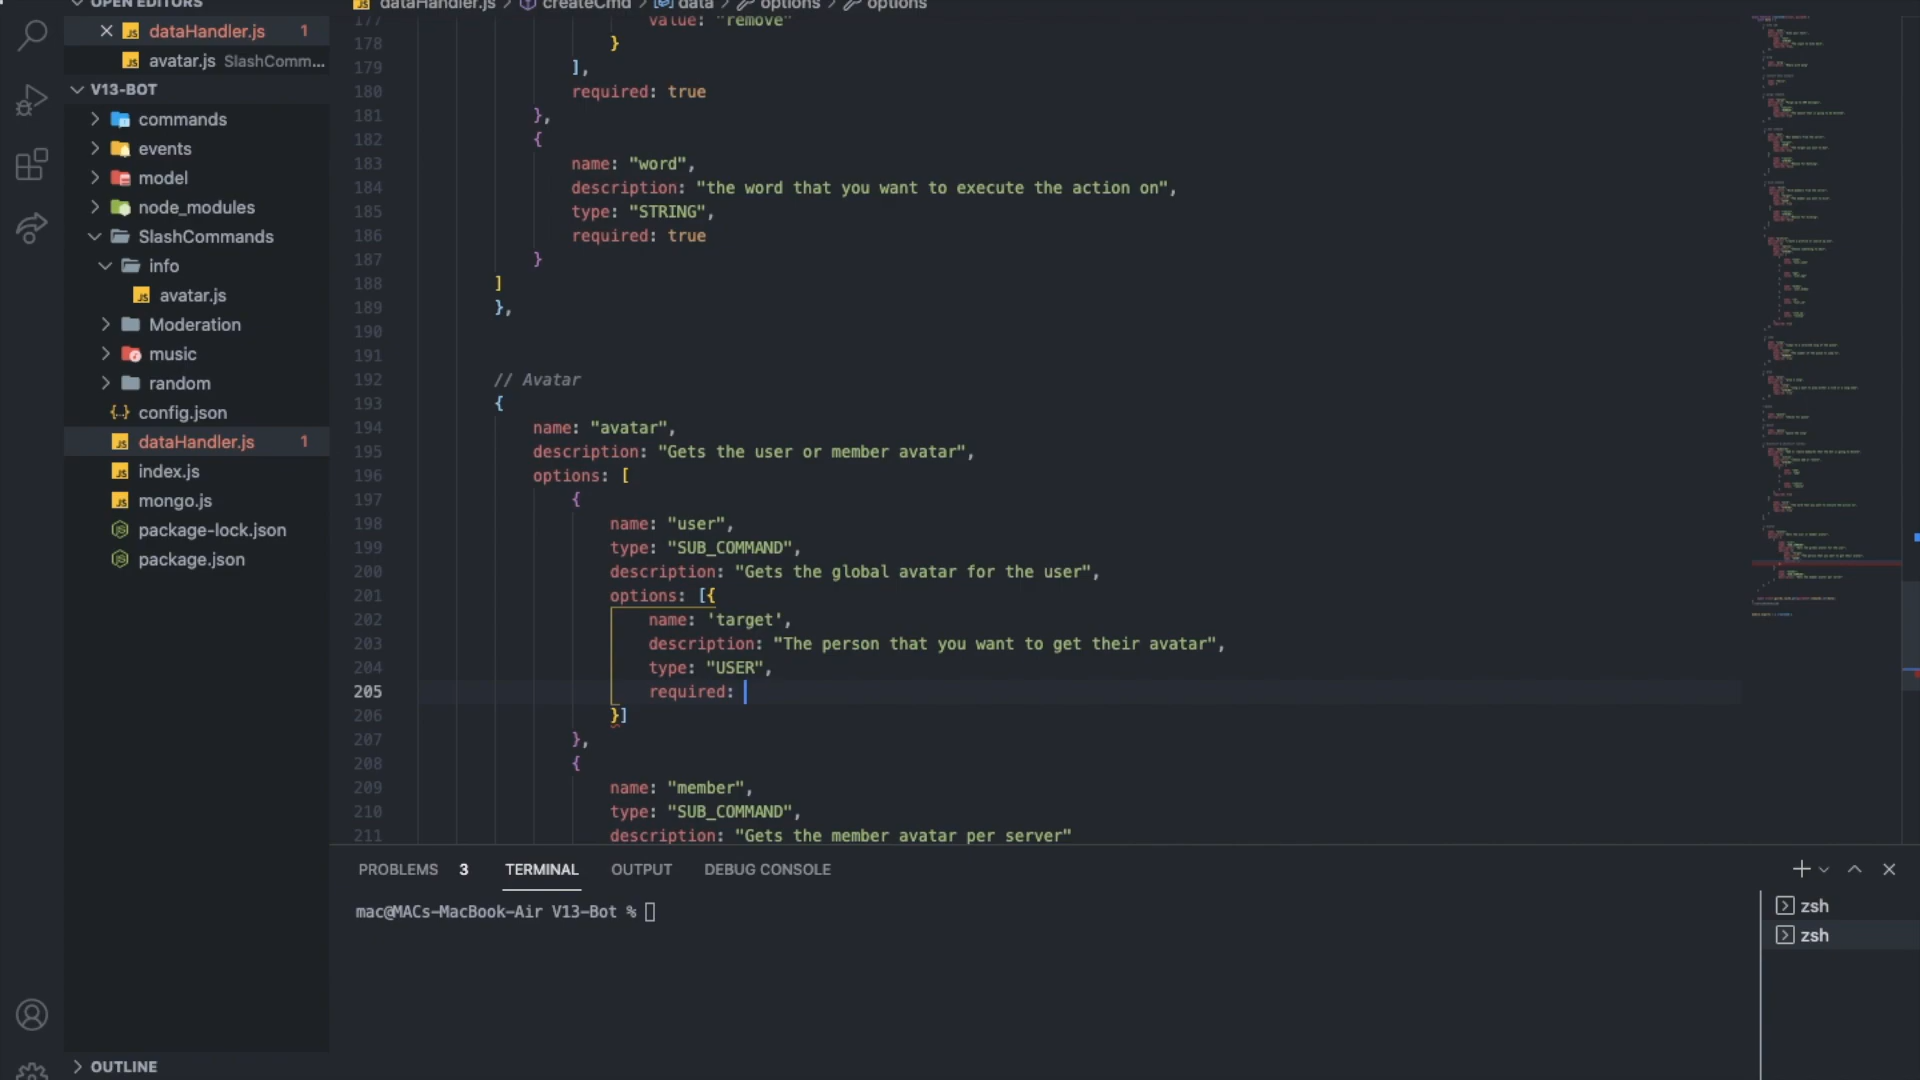 OPEN EDITORS
dataHandler.js 1
avatar.js SlashComm...
V13-BOT
commands
events
model
node_modules
SlashCommands
info
avatar.js
Moderation
music
random
config.json
dataHandler.js 1
index.js
mongo.js
package-lock.json
package.json
OUTLINE
dataHandler.js > createCmd > data > options > options
177 value: "remove"
178 }
179 ],
180 required: true
181 },
182 {
183 name: "word",
184 description: "the word that you want to execute the action on",
185 type: "STRING",
186 required: true
187 }
188 ]
189 },
190
191
192 // Avatar
193 {
194 name: "avatar",
195 description: "Gets the user or member avatar",
196 options: [
197 {
198 name: "user",
199 type: "SUB_COMMAND",
200 description: "Gets the global avatar for the user",
201 options: [{
202 name: 'target',
203 description: "The person that you want to get their avatar",
204 type: "USER",
205 required:
206 }]
207 },
208 {
209 name: "member",
210 type: "SUB_COMMAND",
211 description: "Gets the member avatar per server"
PROBLEMS 3 TERMINAL OUTPUT DEBUG CONSOLE
mac@MACs-MacBook-Air V13-Bot %
zsh
zsh